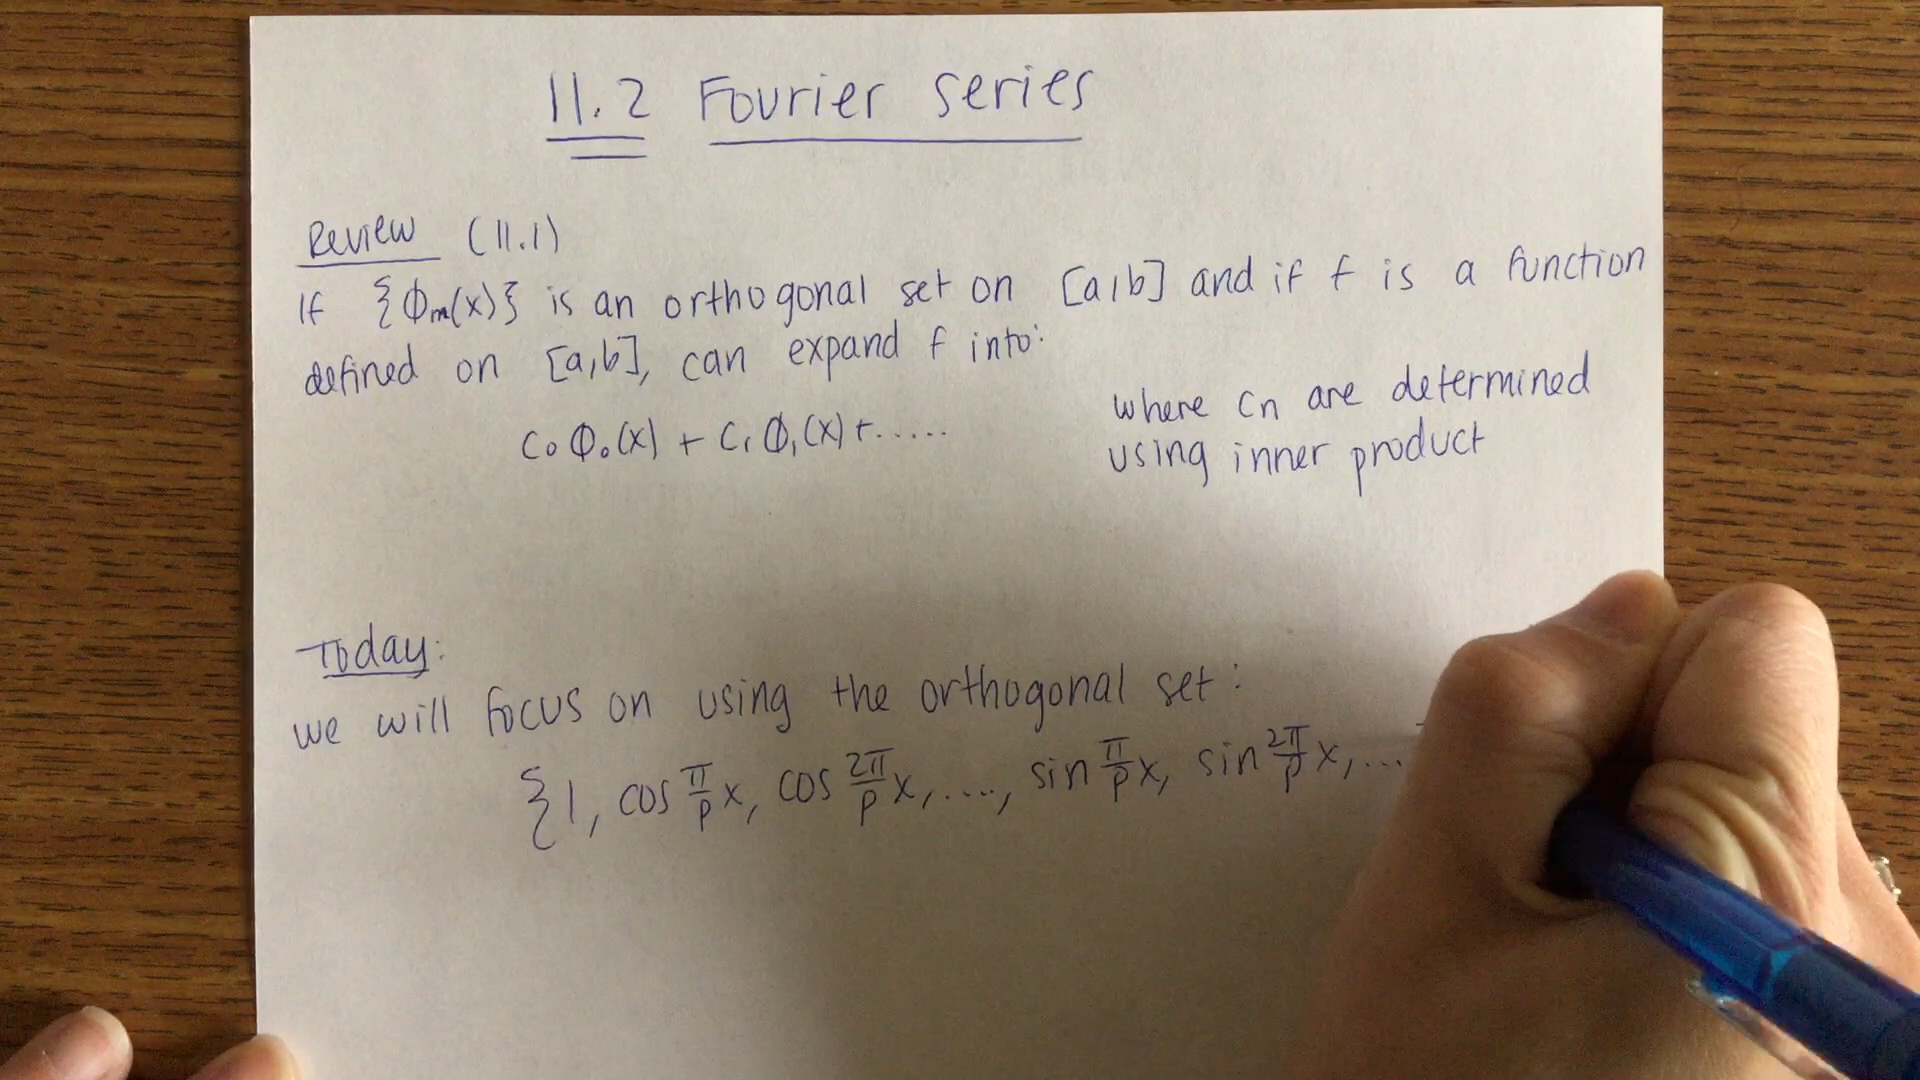 11.2 Fourier series
Review (11.1)
If {ϕm(x)} is an orthogonal set on [a,b] and if f is a function
defined on [a,b], can expand f into:
c₀ϕ₀(x) + c₁ϕ₁(x) + ......
where cn are determined
using inner product
Today:
we will focus on using the orthogonal set:
{1, cos π/p x, cos 2π/p x, ...., sin π/p x, sin 2π/p x, ...